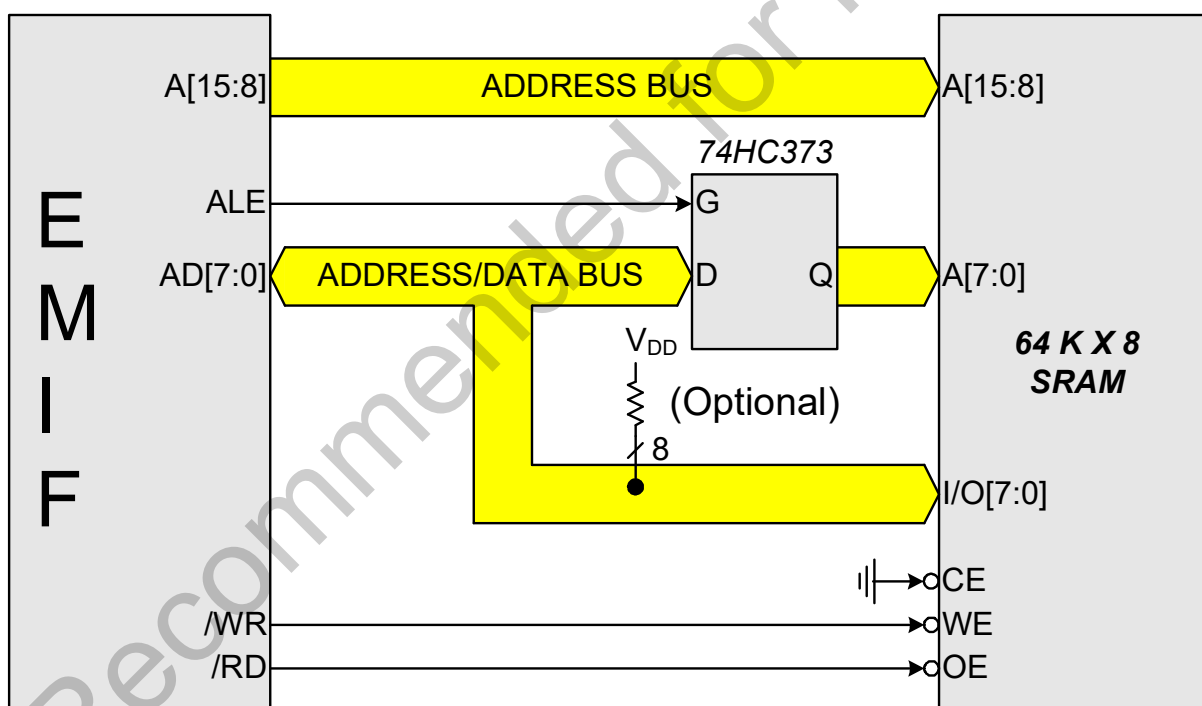 A[15:8]
ADDRESS BUS
A[15:8]
74HC373
ALE
G
E
M
I
F
AD[7:0]
ADDRESS/DATA BUS
D
Q
A[7:0]
VDD
64 K X 8
SRAM
(Optional)
8
I/O[7:0]
CE
/WR
WE
/RD
OE
Recommended for